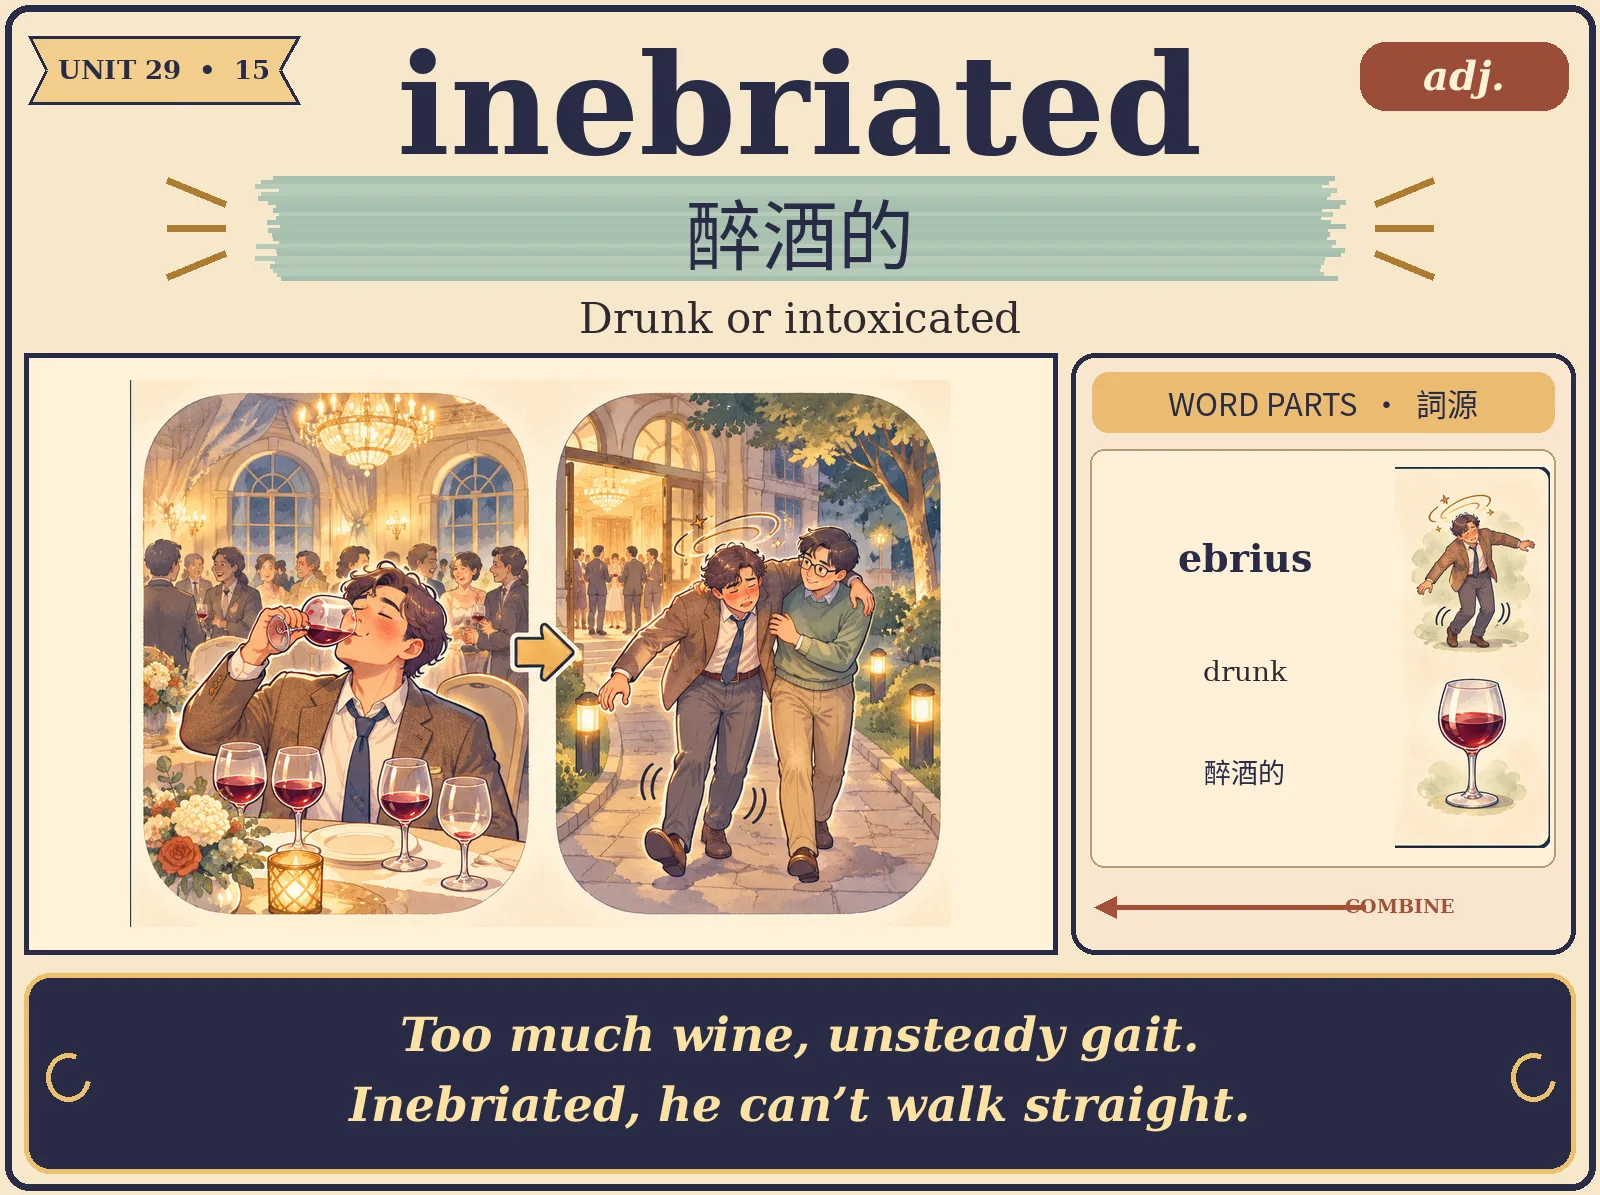 UNIT 29 • 15
inebriated
adj.
醉酒的
Drunk or intoxicated
WORD PARTS • 詞源
ebrius
drunk
醉酒的
COMBINE
Too much wine, unsteady gait.
Inebriated, he can’t walk straight.